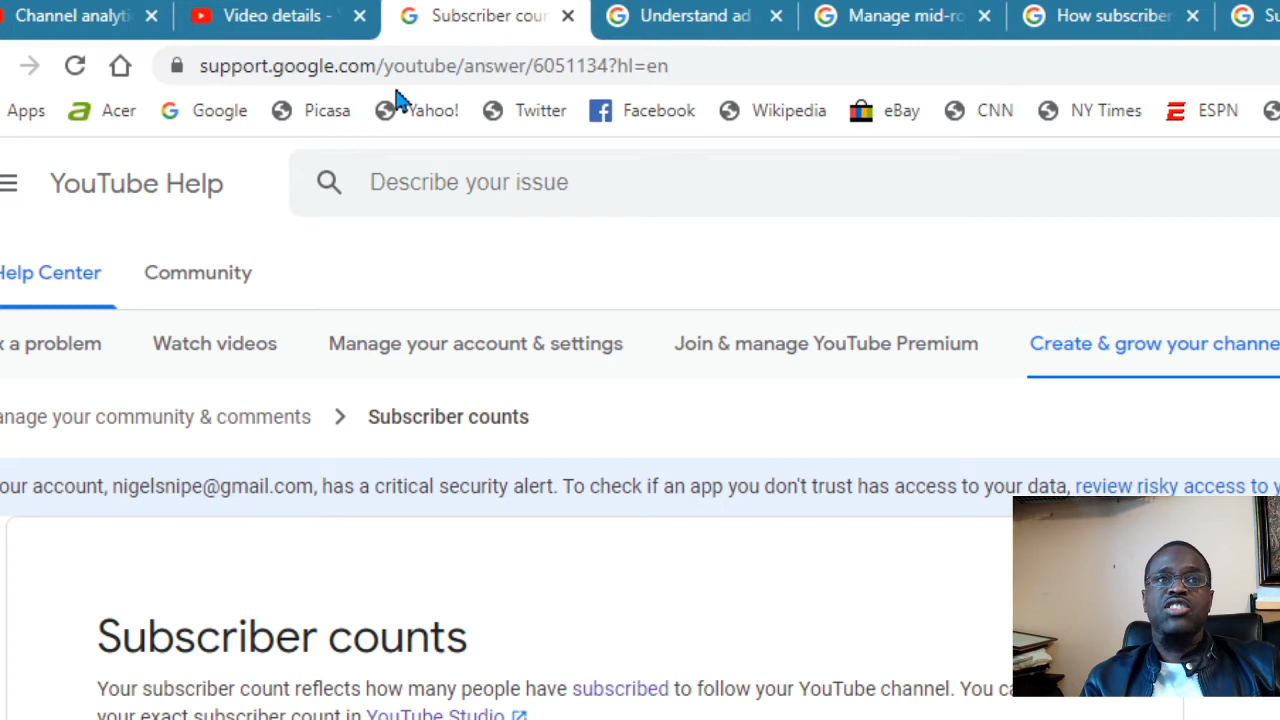 Channel analyti
Video details -
Subscriber cour
Understand ad
Manage mid-ro
How subscriber
Su
support.google.com/youtube/answer/6051134?hl=en
Apps Acer Google Picasa Yahoo! Twitter Facebook Wikipedia eBay CNN NY Times ESPN
YouTube Help
Describe your issue
Help Center Community
x a problem Watch videos Manage your account & settings Join & manage YouTube Premium Create & grow your channe
anage your community & comments > Subscriber counts
our account, nigelsnipe@gmail.com, has a critical security alert. To check if an app you don't trust has access to your data, review risky access to y
Subscriber counts
Your subscriber count reflects how many people have subscribed to follow your YouTube channel. You ca
your exact subscriber count in YouTube Studio